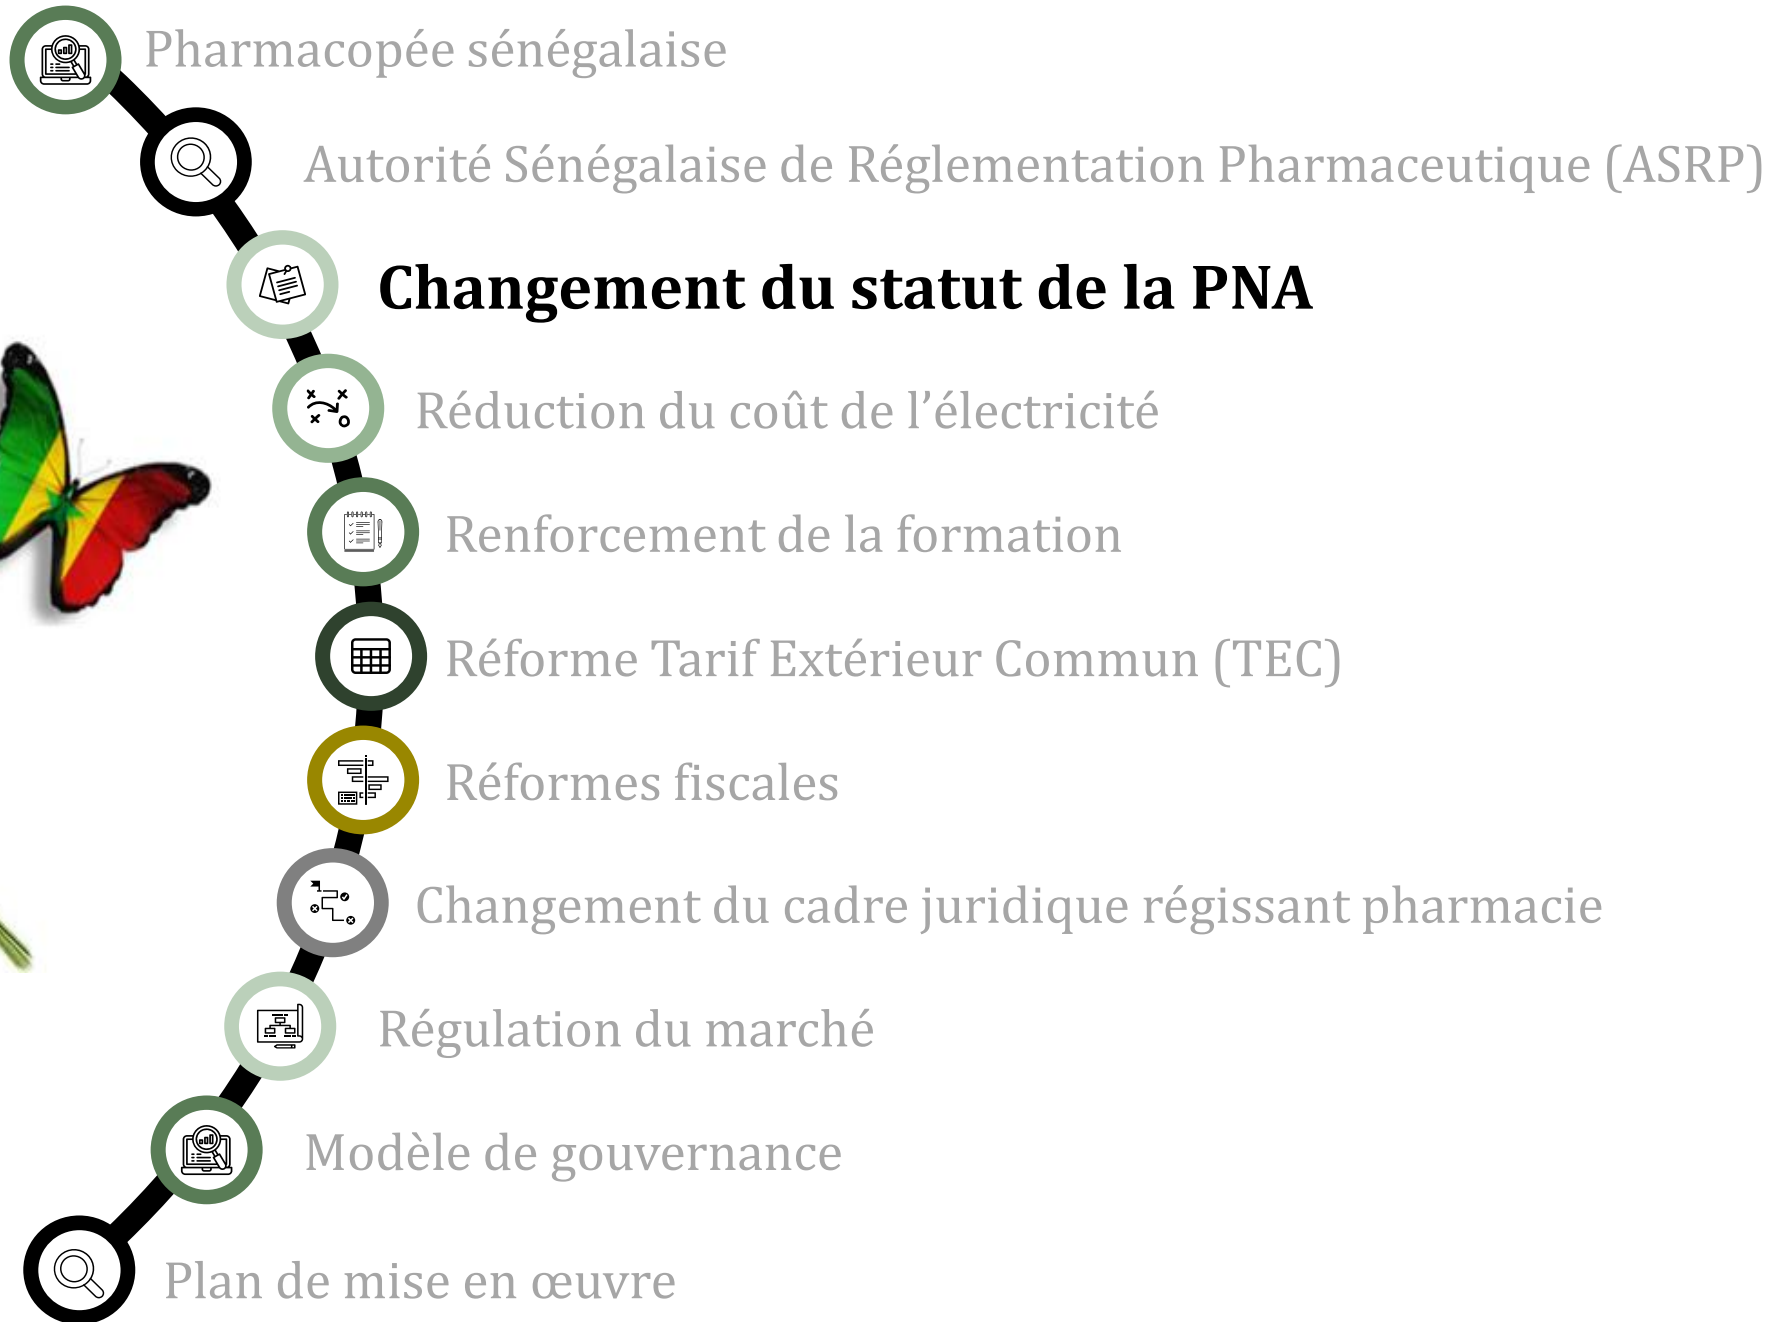 Pharmacopée sénégalaise
Autorité Sénégalaise de Réglementation Pharmaceutique (ASRP)
Changement du statut de la PNA
Réduction du coût de l’électricité
Renforcement de la formation
Réforme Tarif Extérieur Commun (TEC)
Réformes fiscales
Changement du cadre juridique régissant pharmacie
Régulation du marché
Modèle de gouvernance
Plan de mise en œuvre